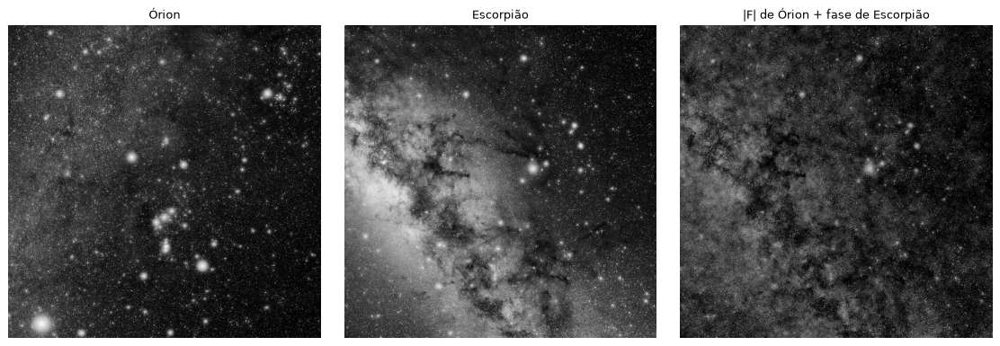 Órion
Escorpião
|F| de Órion + fase de Escorpião